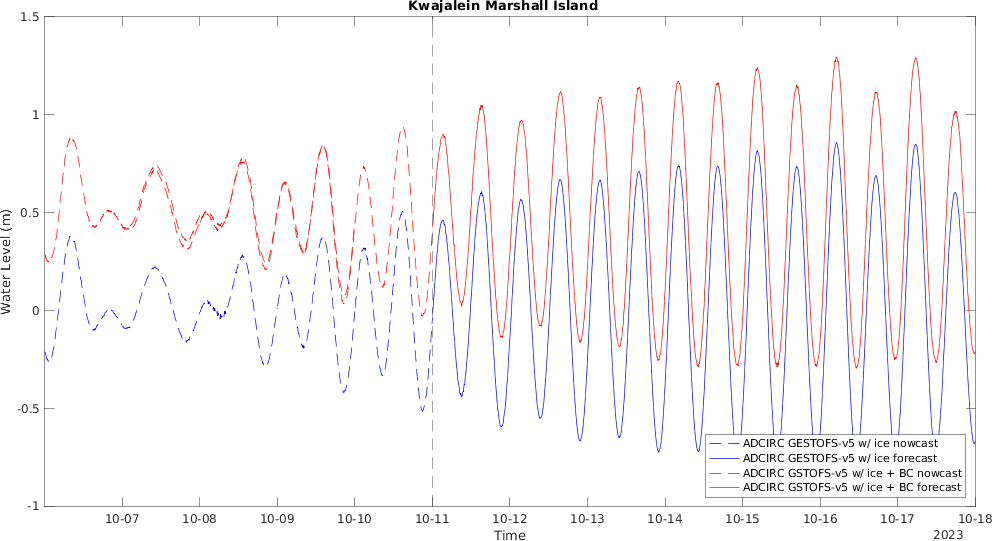 Kwajalein Marshall Island
1.5
1
0.5
0
-0.5
-1
Water Level (m)
ADCIRC GESTOFS-v5 w/ ice nowcast
ADCIRC GESTOFS-v5 w/ ice forecast
ADCIRC GSTOFS-v5 w/ ice + BC nowcast
ADCIRC GSTOFS-v5 w/ ice + BC forecast
10-07 10-08 10-09 10-10 10-11 10-12 10-13 10-14 10-15 10-16 10-17 10-18
Time
2023